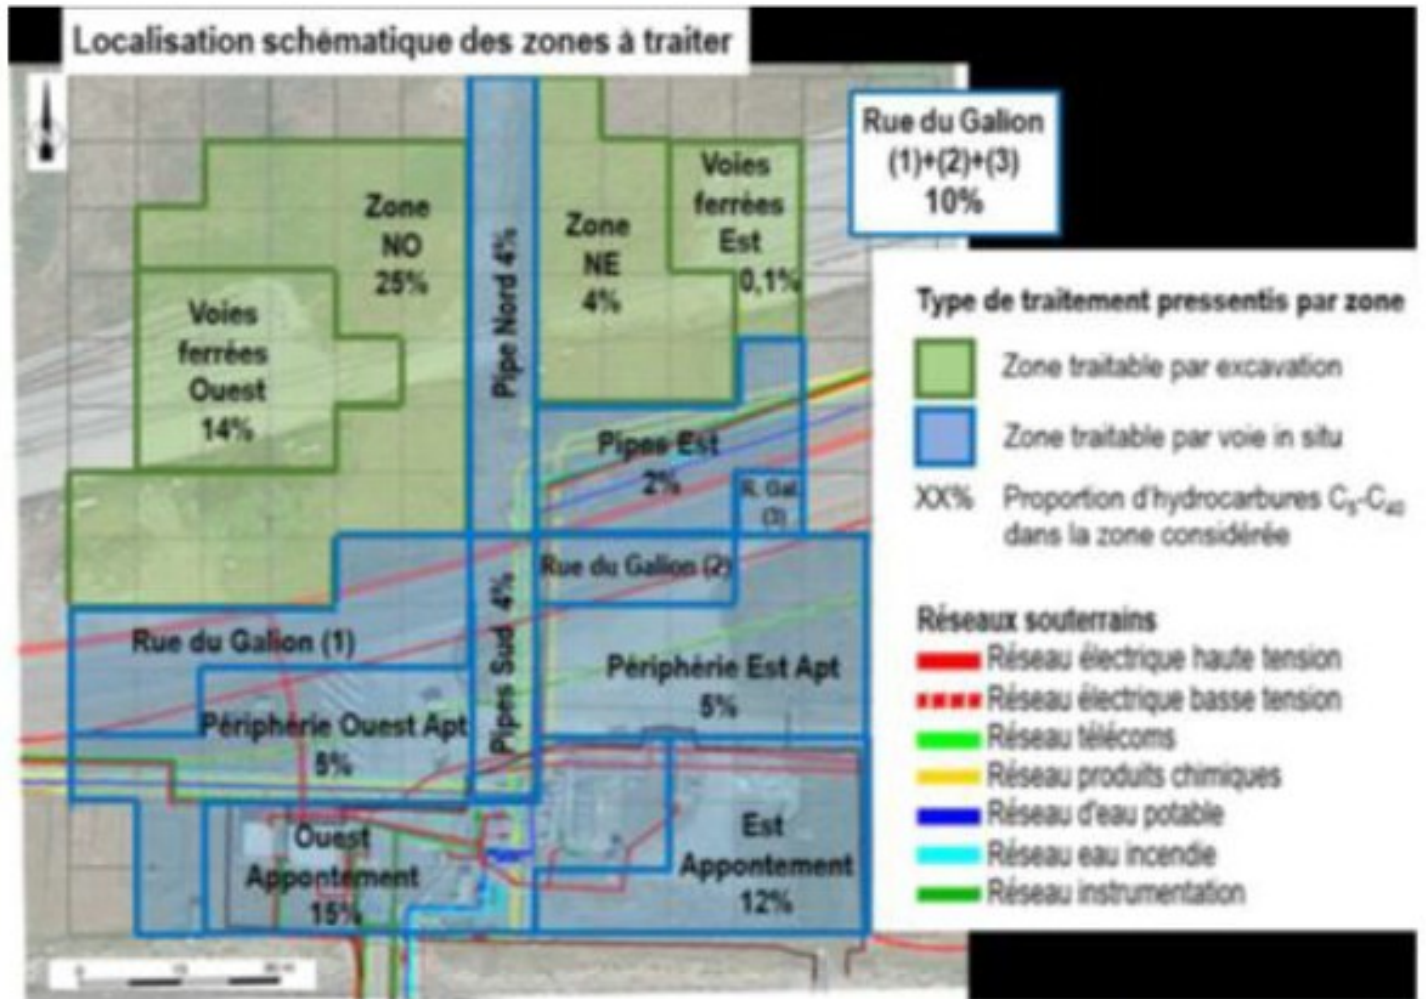 Localisation schématique des zones à traiter
Rue du Galion
(1)+(2)+(3)
10%
Voies
ferrées
Est
0,1%
Zone
NO
25%
Zone
NE
4%
Pipe Nord 4%
Voies
ferrées
Ouest
14%
Pipes Est
2%
R. Gal.
(3)
Rue du Galion (2)
Rue du Galion (1)
Pipes Sud 4%
Périphérie Est Apt
5%
Périphérie Ouest Apt
5%
Ouest
Appontement
15%
Est
Appontement
12%
Type de traitement pressentis par zone
Zone traitable par excavation
Zone traitable par voie in situ
XX% Proportion d'hydrocarbures C5-C40
dans la zone considérée
Réseaux souterrains
Réseau électrique haute tension
Réseau électrique basse tension
Réseau télécoms
Réseau produits chimiques
Réseau d'eau potable
Réseau eau incendie
Réseau instrumentation